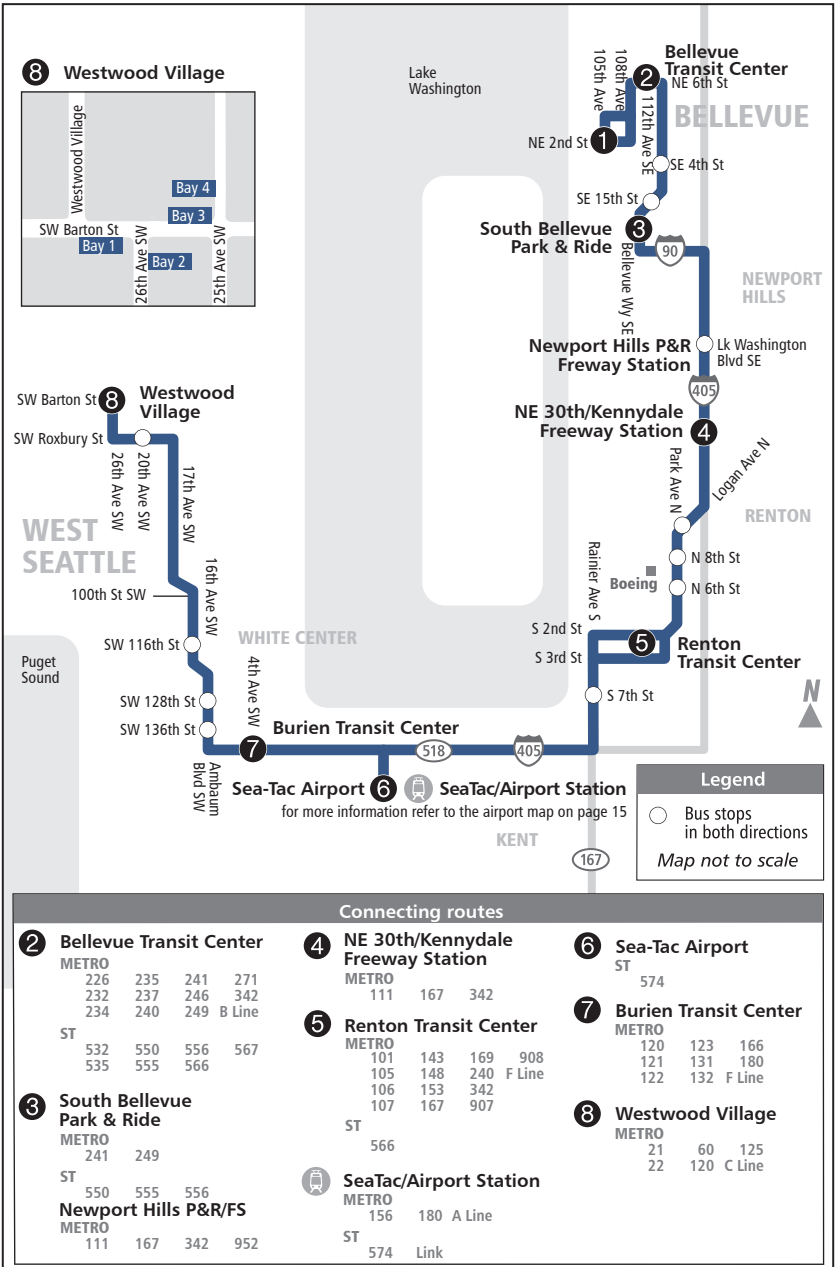 8 Westwood Village
Westwood Village
Bay 4
Bay 3
SW Barton St
Bay 1
Bay 2
26th Ave SW
25th Ave SW
Lake
Washington
105th Ave
108th Ave
2
Bellevue
Transit Center
NE 6th St
BELLEVUE
112th Ave SE
NE 2nd St
1
SE 4th St
SE 15th St
South Bellevue
Park & Ride
3
90
Bellevue Wy SE
NEWPORT
HILLS
Newport Hills P&R
Freway Station
Lk Washington
Blvd SE
405
NE 30th/Kennydale
Freeway Station
4
Park Ave N
Logan Ave N
RENTON
N 8th St
Boeing
N 6th St
Rainier Ave S
S 2nd St
S 3rd St
5
Renton
Transit Center
S 7th St
N
SW Barton St
8
Westwood
Village
SW Roxbury St
26th Ave SW
20th Ave SW
17th Ave SW
WEST
SEATTLE
16th Ave SW
100th St SW
SW 116th St
WHITE CENTER
Puget
Sound
4th Ave SW
SW 128th St
SW 136th St
Burien Transit Center
7
518
405
Ambaum
Blvd SW
Sea-Tac Airport 6 SeaTac/Airport Station
for more information refer to the airport map on page 15
KENT
167
Legend
Bus stops
in both directions
Map not to scale
Connecting routes
2 Bellevue Transit Center
METRO
226 235 241 271
232 237 246 342
234 240 249 B Line
ST
532 550 556 567
535 555 566
3 South Bellevue
Park & Ride
METRO
241 249
ST
550 555 556
Newport Hills P&R/FS
METRO
111 167 342 952
4 NE 30th/Kennydale
Freeway Station
METRO
111 167 342
5 Renton Transit Center
METRO
101 143 169 908
105 148 240 F Line
106 153 342
107 167 907
ST
566
SeaTac/Airport Station
METRO
156 180 A Line
ST
574 Link
6 Sea-Tac Airport
ST
574
7 Burien Transit Center
METRO
120 123 166
121 131 180
122 132 F Line
8 Westwood Village
METRO
21 60 125
22 120 C Line